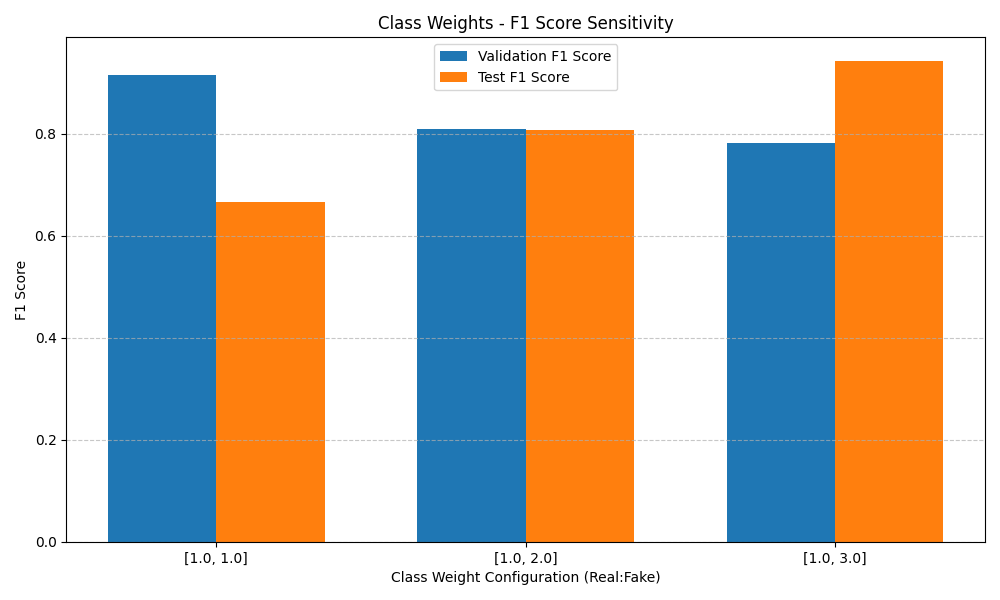 Class Weights - F1 Score Sensitivity
Validation F1 Score
Test F1 Score
F1 Score
0.8
0.6
0.4
0.2
0.0
[1.0, 1.0]
[1.0, 2.0]
[1.0, 3.0]
Class Weight Configuration (Real:Fake)